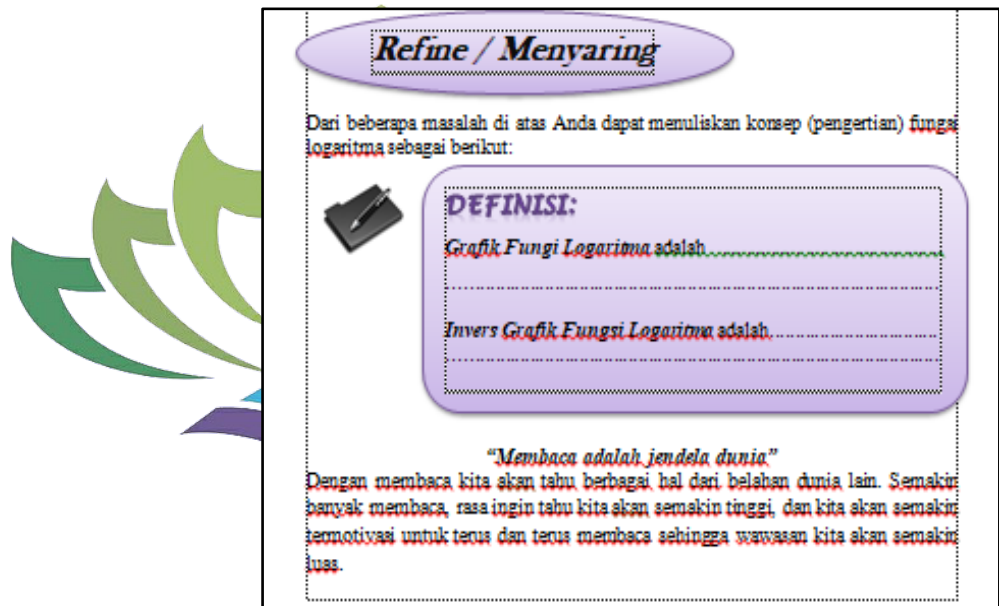 Refine / Menyaring
Dari beberapa masalah di atas Anda dapat menuliskan konsep (pengertian) fungsi
logaritma sebagai berikut:
DEFINISI:
Grafik Fungi Logaritma adalah....................................................
..............................................................................................
Invers Grafik Fungsi Logaritma adalah................................
..............................................................................................
“Membaca adalah jendela dunia”
Dengan membaca kita akan tahu berbagai hal dari belahan dunia lain. Semakin
banyak membaca, rasa ingin tahu kita akan semakin tinggi, dan kita akan semakin
termotivasi untuk terus dan terus membaca sehingga wawasan kita akan semakin
luas.